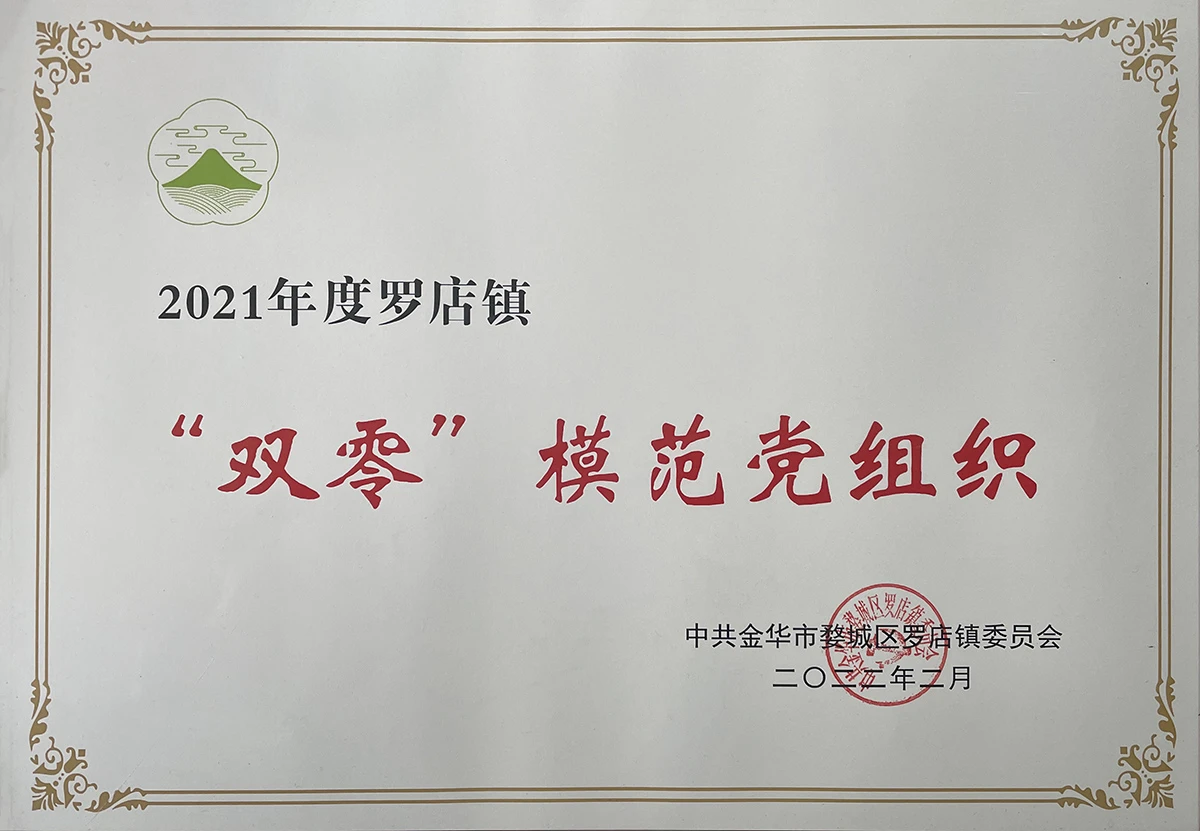 2021年度罗店镇
“双零”模范党组织
中共金华市婺城区罗店镇委员会
二〇二二年二月